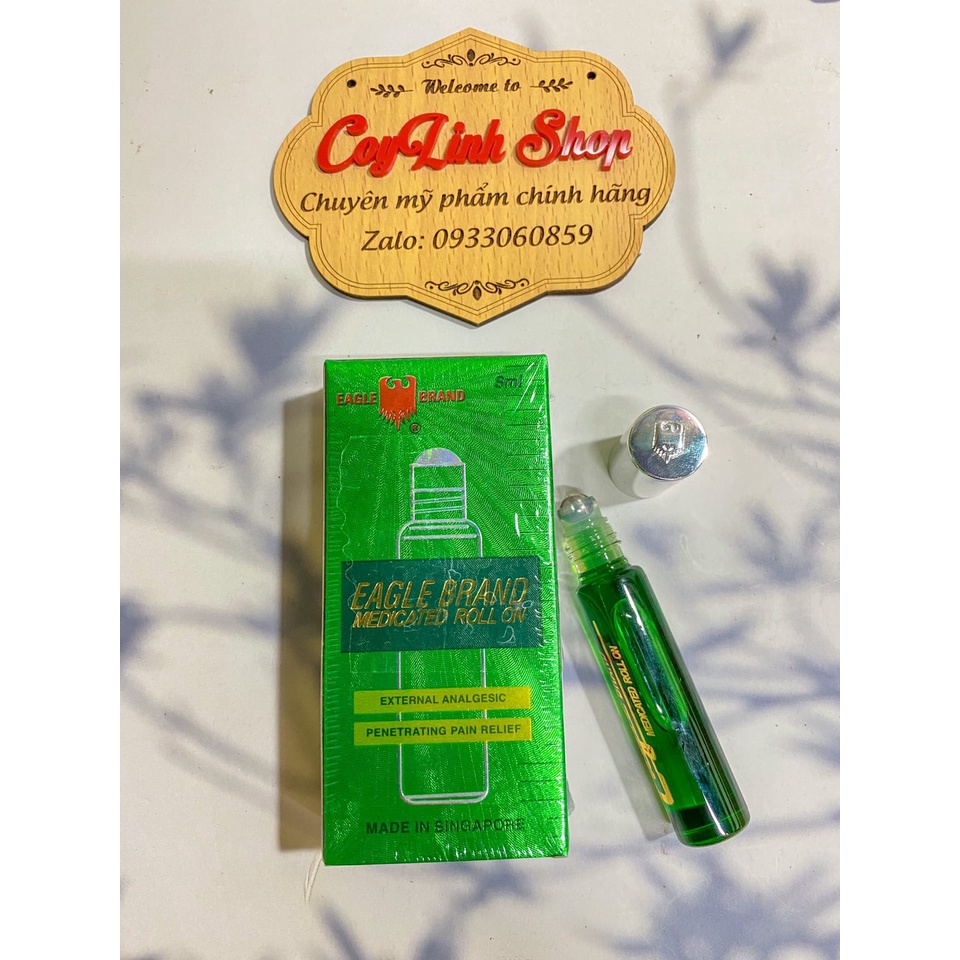 Welcome to
CoyLinh Shop
Chuyên mỹ phẩm chính hãng
Zalo: 0933060859
EAGLE BRAND
®
8ml
EAGLE BRAND
MEDICATED ROLL ON
EXTERNAL ANALGESIC
PENETRATING PAIN RELIEF
MADE IN SINGAPORE
MEDICATED ROLL ON